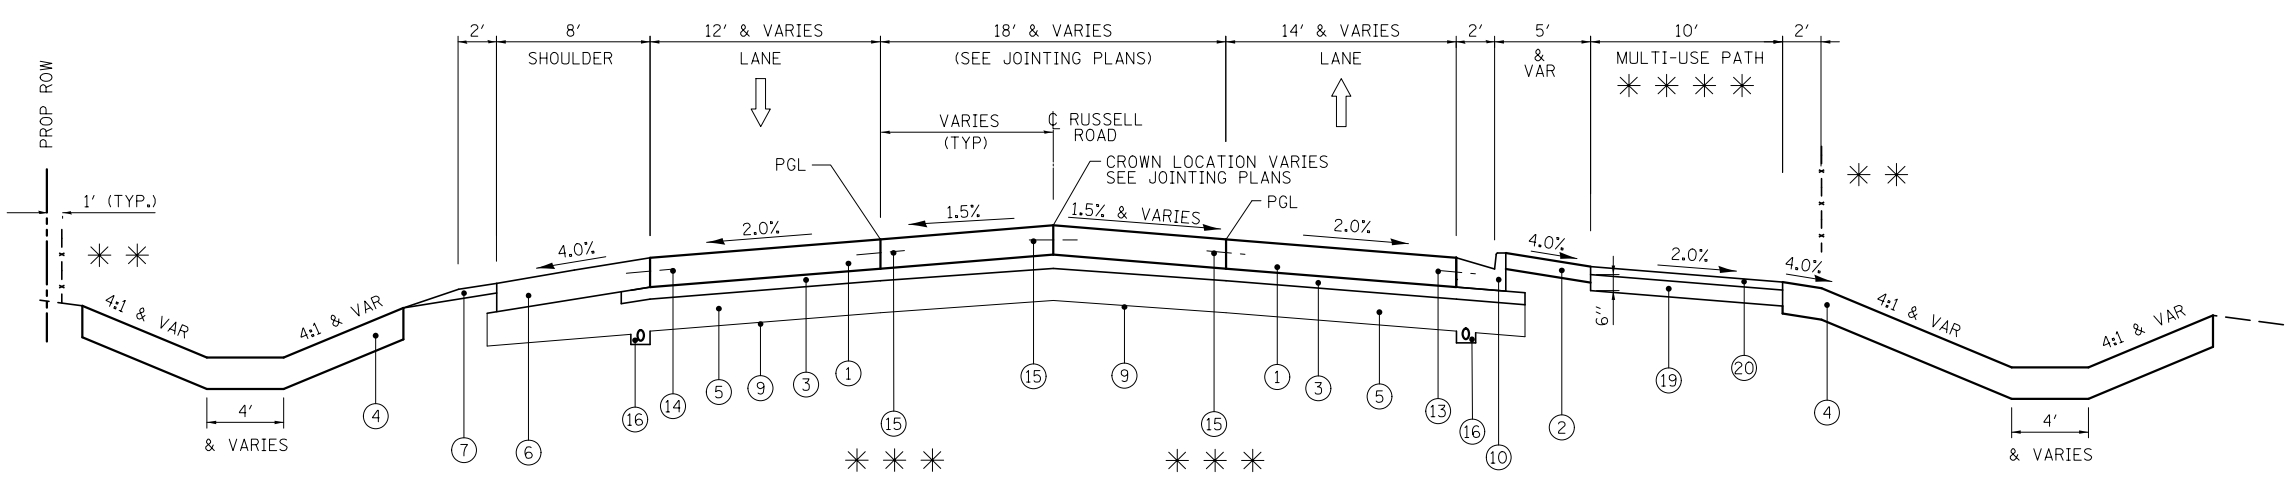 2' 8' 12' & VARIES 18' & VARIES 14' & VARIES 2' 5' 10' 2'
SHOULDER LANE (SEE JOINTING PLANS) LANE & MULTI-USE PATH
VAR
✳ ✳ ✳ ✳
PROP ROW
VARIES
(TYP)
℄ RUSSELL
ROAD
PGL
CROWN LOCATION VARIES
SEE JOINTING PLANS
PGL
✳ ✳
1' (TYP.)
✳ ✳
4.0% 2.0% 1.5% 1.5% & VARIES 2.0% 4.0% 2.0% 4.0%
4:1 & VAR 4:1 & VAR 6" 4:1 & VAR 4:1 & VAR
4'
& VARIES
4 7 6 16 14 5 9 3 1 15 15 9 15 1 3 5 13 16 10 2 19 20 4
4'
& VARIES
✳ ✳ ✳ ✳ ✳ ✳